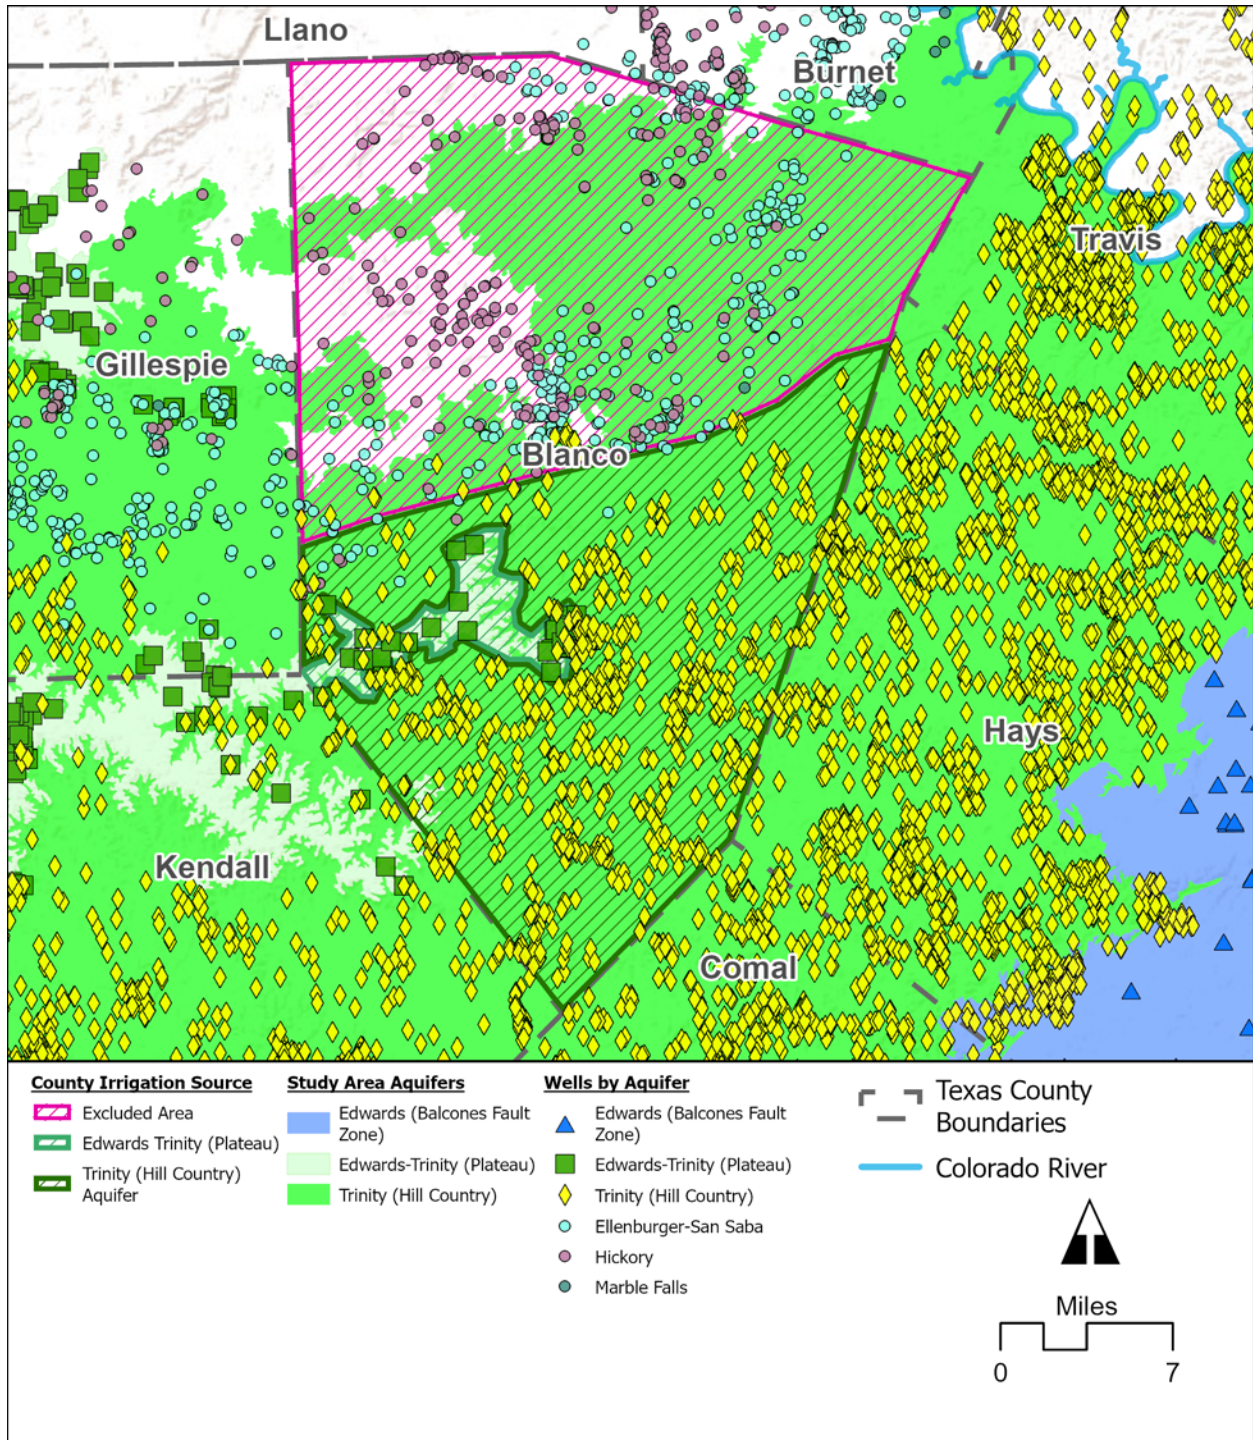 Llano
Burnet
Travis
Gillespie
Blanco
Hays
Kendall
Comal
County Irrigation Source
Excluded Area
Edwards Trinity (Plateau)
Trinity (Hill Country)
Aquifer
Study Area Aquifers
Edwards (Balcones Fault
Zone)
Edwards-Trinity (Plateau)
Trinity (Hill Country)
Wells by Aquifer
Edwards (Balcones Fault
Zone)
Edwards-Trinity (Plateau)
Trinity (Hill Country)
Ellenburger-San Saba
Hickory
Marble Falls
Texas County
Boundaries
Colorado River
Miles
0 7